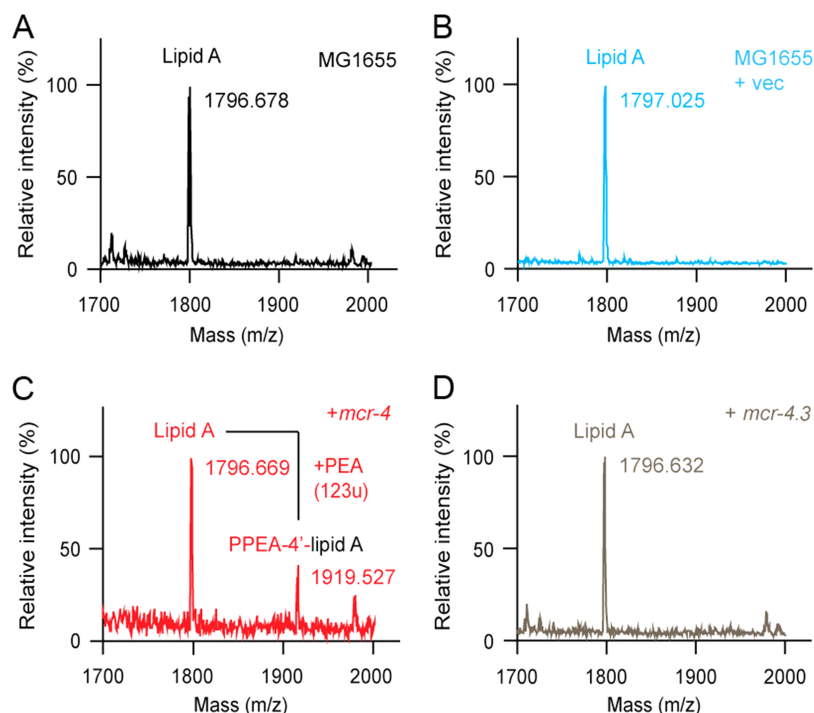 A
Lipid A
MG1655
1796.678
Relative intensity (%)
100
50
0
1700
1800
1900
2000
Mass (m/z)
B
Lipid A
MG1655
+ vec
1797.025
Relative intensity (%)
100
50
0
1700
1800
1900
2000
Mass (m/z)
C
+mcr-4
Lipid A
1796.669
+PEA
(123u)
PPEA-4’-lipid A
1919.527
Relative intensity (%)
100
50
0
1700
1800
1900
2000
Mass (m/z)
D
+ mcr-4.3
Lipid A
1796.632
Relative intensity (%)
100
50
0
1700
1800
1900
2000
Mass (m/z)